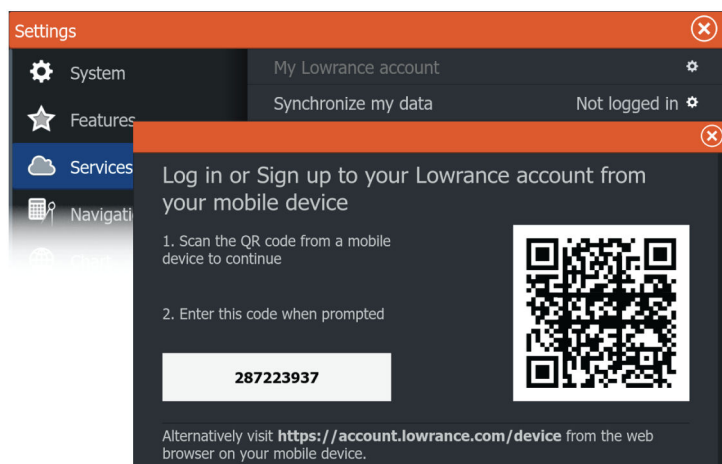 Settings
System
Features
Services
Navigati
Chart
My Lowrance account
Synchronize my data Not logged in
Log in or Sign up to your Lowrance account from
your mobile device
1. Scan the QR code from a mobile
device to continue
2. Enter this code when prompted
287223937
Alternatively visit https://account.lowrance.com/device from the web
browser on your mobile device.